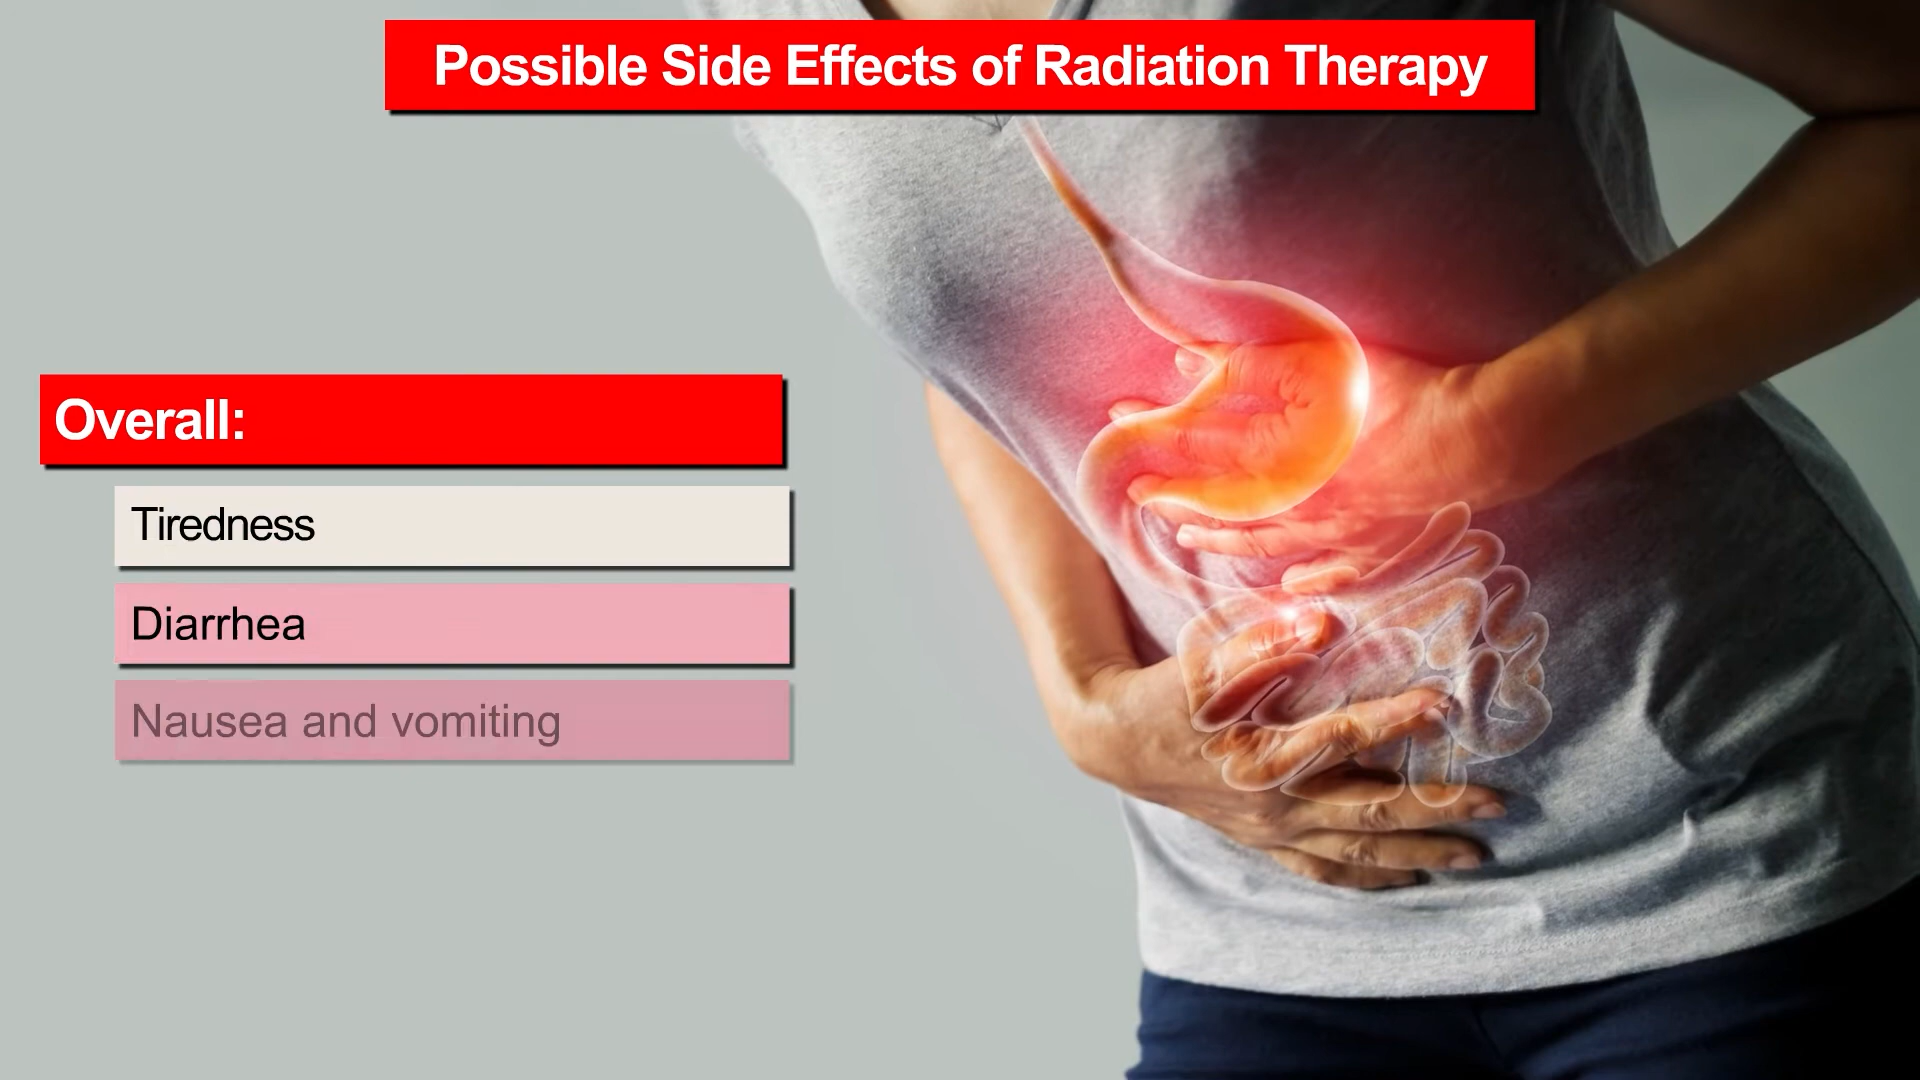 Possible Side Effects of Radiation Therapy
Overall:
Tiredness
Diarrhea
Nausea and vomiting